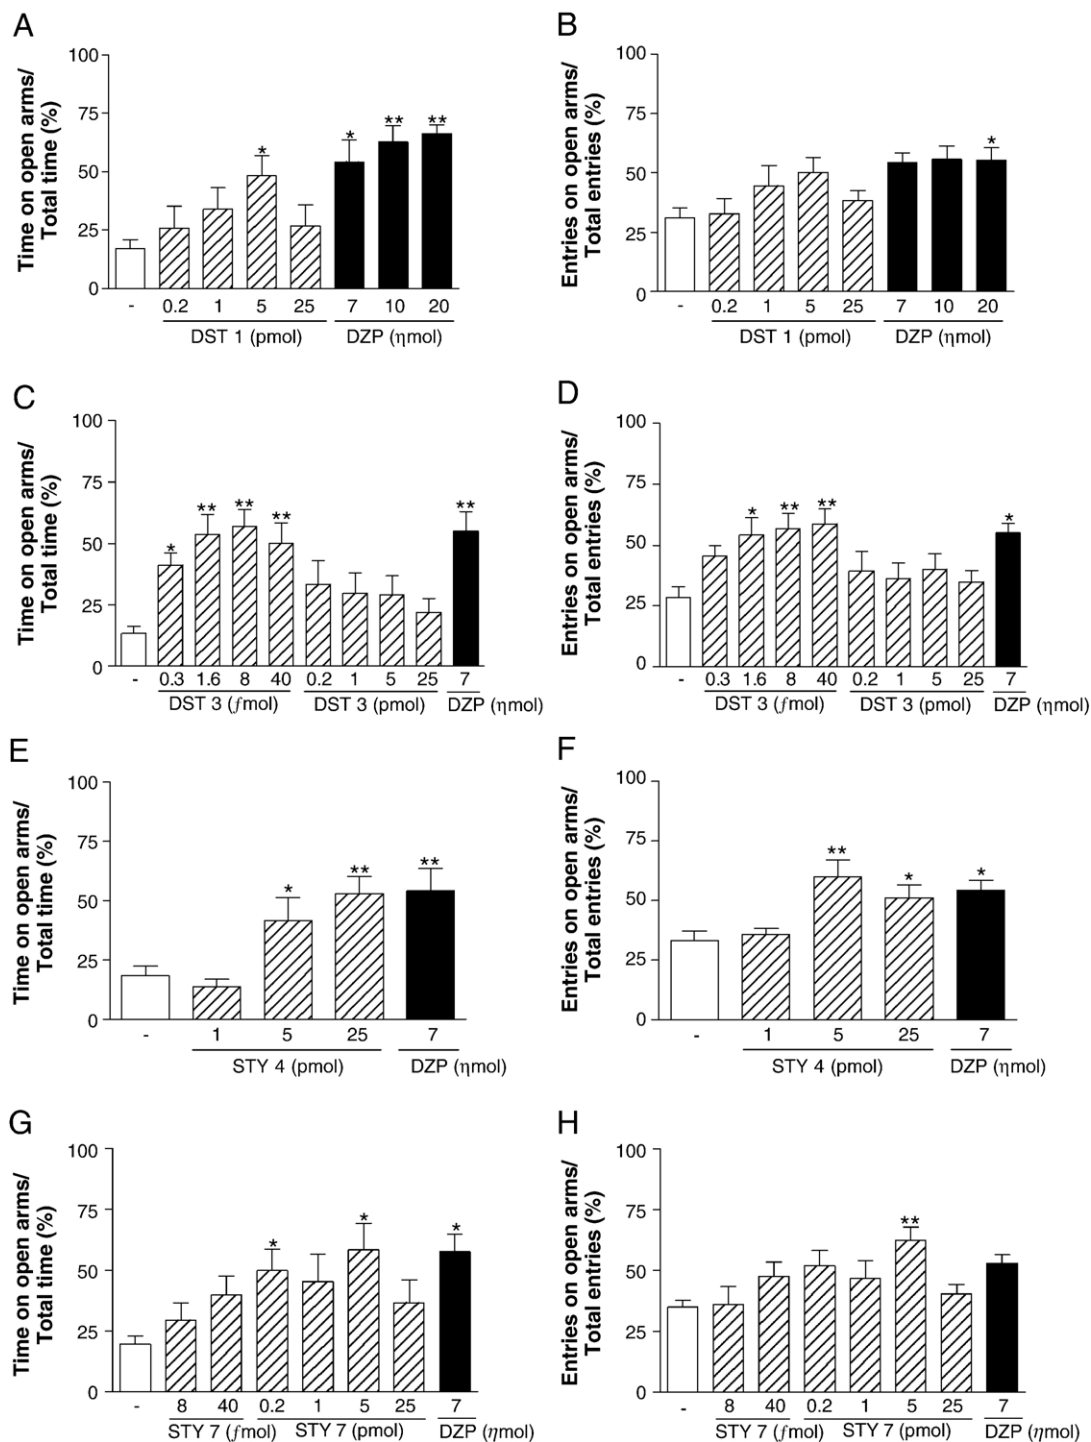 A
Time on open arms/
Total time (%)
100
75
50
25
0
* * ** **
- 0.2 1 5 25 7 10 20
DST 1 (pmol) DZP (ηmol)
B
Entries on open arms/
Total entries (%)
100
75
50
25
0
*
- 0.2 1 5 25 7 10 20
DST 1 (pmol) DZP (ηmol)
C
Time on open arms/
Total time (%)
100
75
50
25
0
* ** ** ** **
- 0.3 1.6 8 40 0.2 1 5 25 7
DST 3 (ƒmol) DST 3 (pmol) DZP (ηmol)
D
Entries on open arms/
Total entries (%)
100
75
50
25
0
* ** ** *
- 0.3 1.6 8 40 0.2 1 5 25 7
DST 3 (ƒmol) DST 3 (pmol) DZP (ηmol)
E
Time on open arms/
Total time (%)
100
75
50
25
0
* ** **
- 1 5 25 7
STY 4 (pmol) DZP (ηmol)
F
Entries on open arms/
Total entries (%)
100
75
50
25
0
** * *
- 1 5 25 7
STY 4 (pmol) DZP (ηmol)
G
Time on open arms/
Total time (%)
100
75
50
25
0
* * *
- 8 40 0.2 1 5 25 7
STY 7 (ƒmol) STY 7 (pmol) DZP (ηmol)
H
Entries on open arms/
Total entries (%)
100
75
50
25
0
**
- 8 40 0.2 1 5 25 7
STY 7 (ƒmol) STY 7 (pmol) DZP (ηmol)